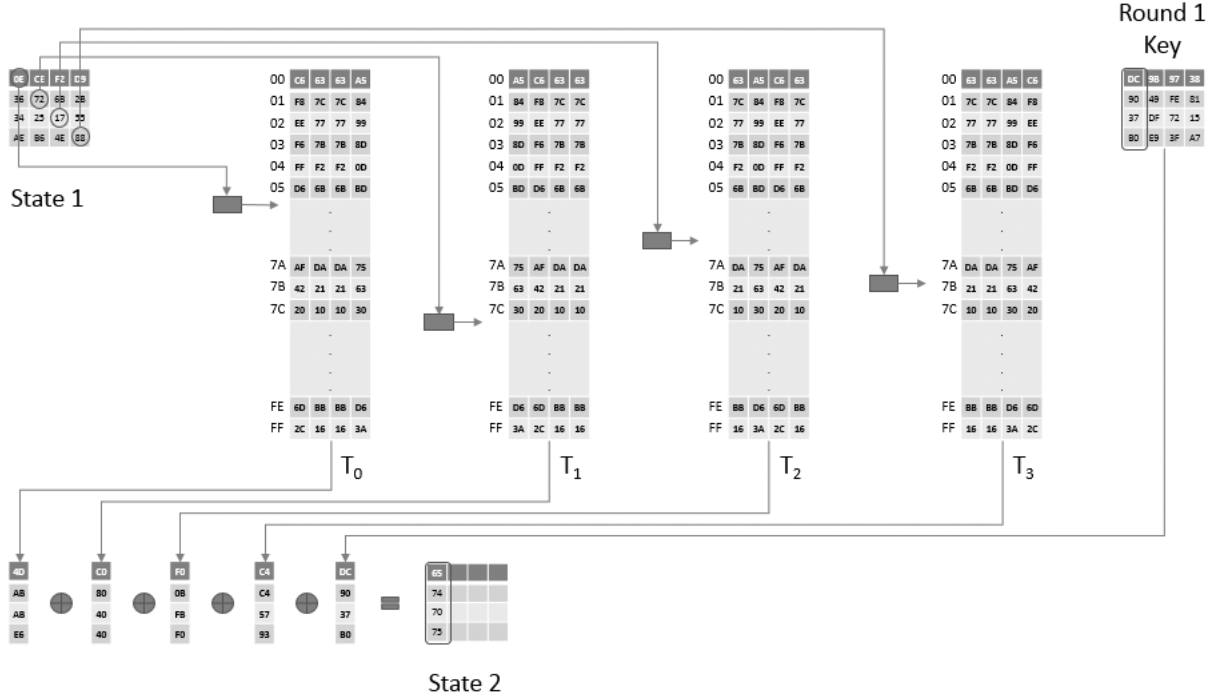 Round 1
Key
0E CE F2 D9
36 72 6B 2B
34 25 17 55
AE B6 4E 88
State 1
00 C6 63 63 A5
01 F8 7C 7C 84
02 EE 77 77 99
03 F6 7B 7B 8D
04 FF F2 F2 0D
05 D6 6B 6B BD
7A AF DA DA 75
7B 42 21 21 63
7C 20 10 10 30
FE 6D BB BB D6
FF 2C 16 16 3A
T0
00 A5 C6 63 63
01 84 F8 7C 7C
02 99 EE 77 77
03 8D F6 7B 7B
04 0D FF F2 F2
05 BD D6 6B 6B
7A 75 AF DA DA
7B 63 42 21 21
7C 30 20 10 10
FE D6 6D BB BB
FF 3A 2C 16 16
T1
00 63 A5 C6 63
01 7C 84 F8 7C
02 77 99 EE 77
03 7B 8D F6 7B
04 F2 0D FF F2
05 6B BD D6 6B
7A DA 75 AF DA
7B 21 63 42 21
7C 10 30 20 10
FE BB D6 6D BB
FF 16 3A 2C 16
T2
00 63 63 A5 C6
01 7C 7C 84 F8
02 77 77 99 EE
03 7B 7B 8D F6
04 F2 F2 0D FF
05 6B 6B BD D6
7A DA DA 75 AF
7B 21 21 63 42
7C 10 10 30 20
FE BB BB D6 6D
FF 16 16 3A 2C
T3
DC 9B 97 38
90 49 FE 81
37 DF 72 15
B0 E9 3F A7
4D C0 F0 C4 DC 65
AB 80 0B C4 90 74
AB 40 FB 57 37 70
E6 40 F0 93 B0 75
State 2